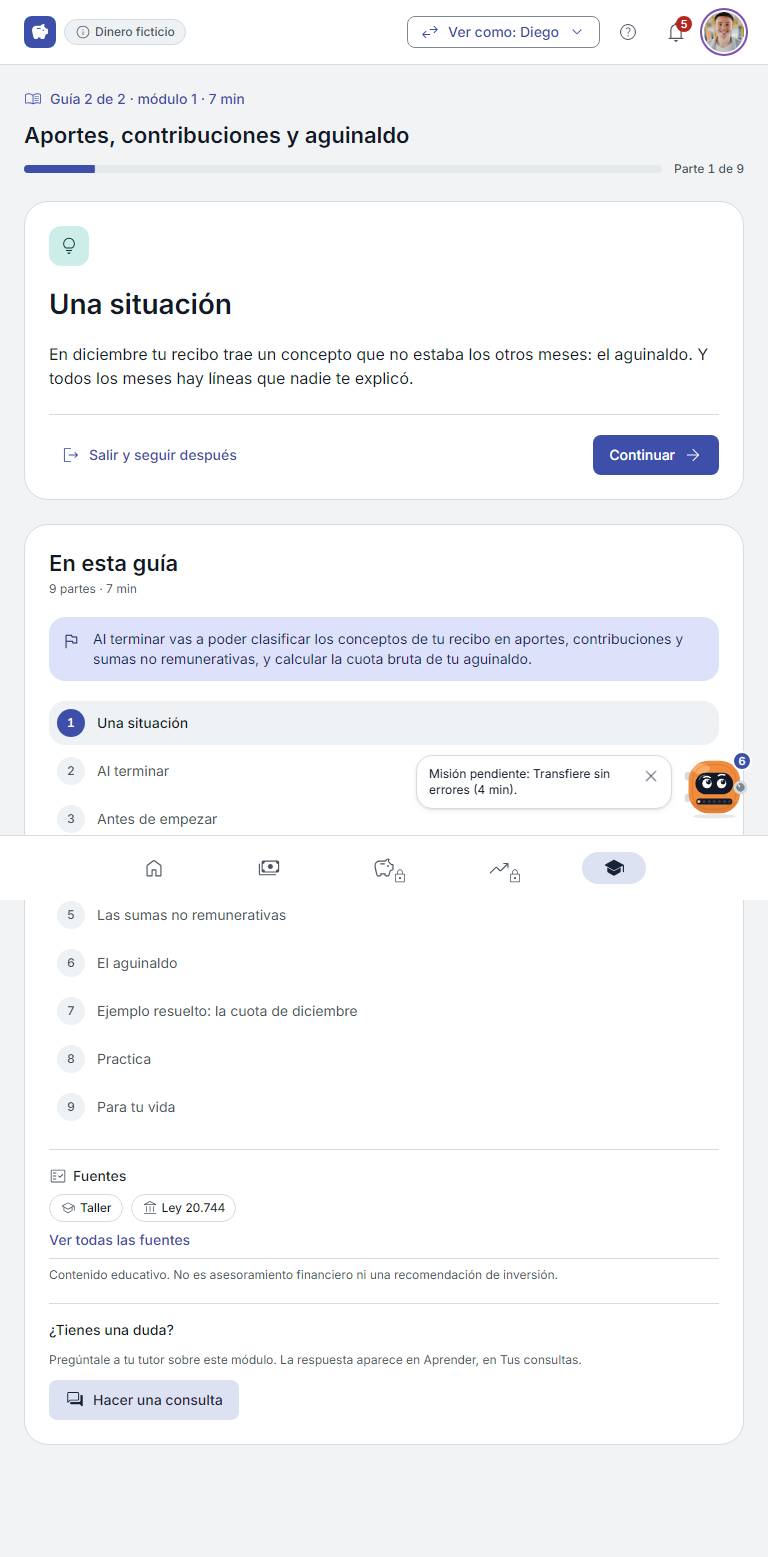 Dinero ficticio
Ver como: Diego
5
Guía 2 de 2 · módulo 1 · 7 min
Aportes, contribuciones y aguinaldo
Parte 1 de 9
Una situación
En diciembre tu recibo trae un concepto que no estaba los otros meses: el aguinaldo. Y
todos los meses hay líneas que nadie te explicó.
Salir y seguir después
Continuar
En esta guía
9 partes · 7 min
Al terminar vas a poder clasificar los conceptos de tu recibo en aportes, contribuciones y
sumas no remunerativas, y calcular la cuota bruta de tu aguinaldo.
1 Una situación
2 Al terminar
Misión pendiente: Transfiere sin
errores (4 min).
6
3 Antes de empezar
5 Las sumas no remunerativas
6 El aguinaldo
7 Ejemplo resuelto: la cuota de diciembre
8 Practica
9 Para tu vida
Fuentes
Taller
Ley 20.744
Ver todas las fuentes
Contenido educativo. No es asesoramiento financiero ni una recomendación de inversión.
¿Tienes una duda?
Pregúntale a tu tutor sobre este módulo. La respuesta aparece en Aprender, en Tus consultas.
Hacer una consulta